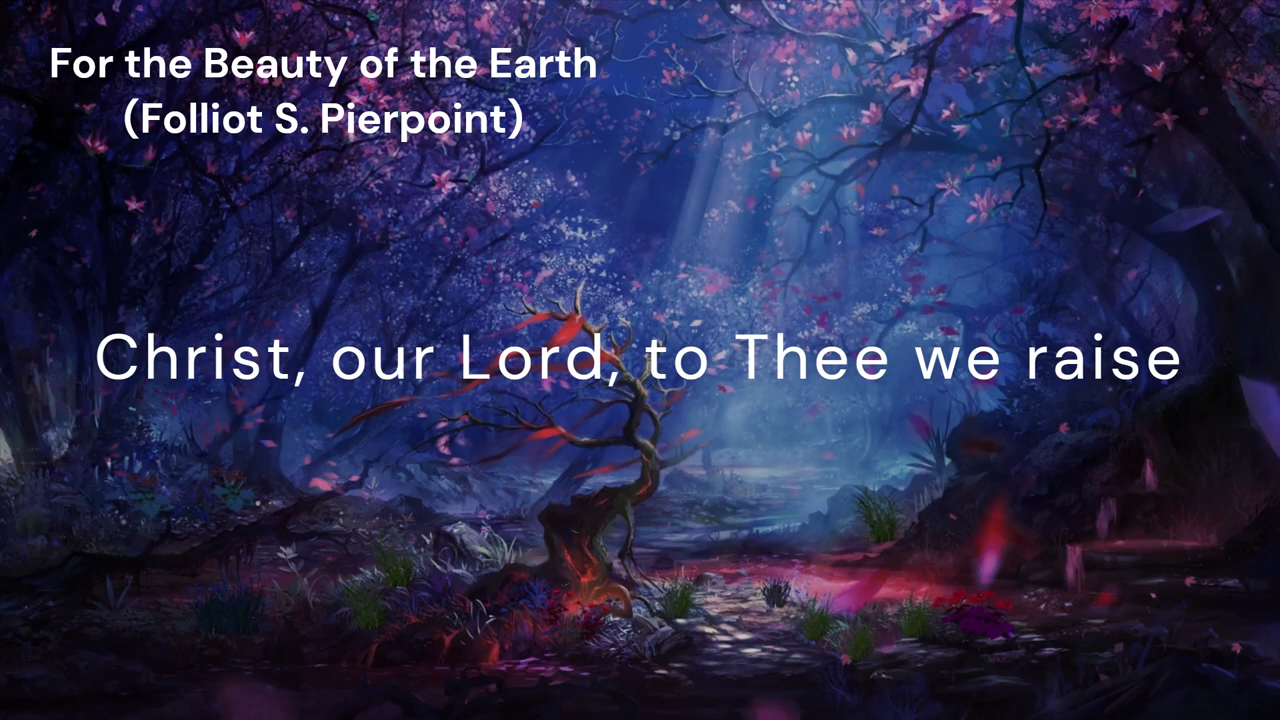 For the Beauty of the Earth
(Folliot S. Pierpoint)
Christ, our Lord, to Thee we raise